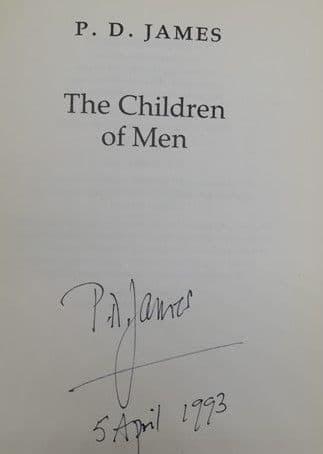 P. D. JAMES
The Children
of Men
P.D. James
5 April 1993